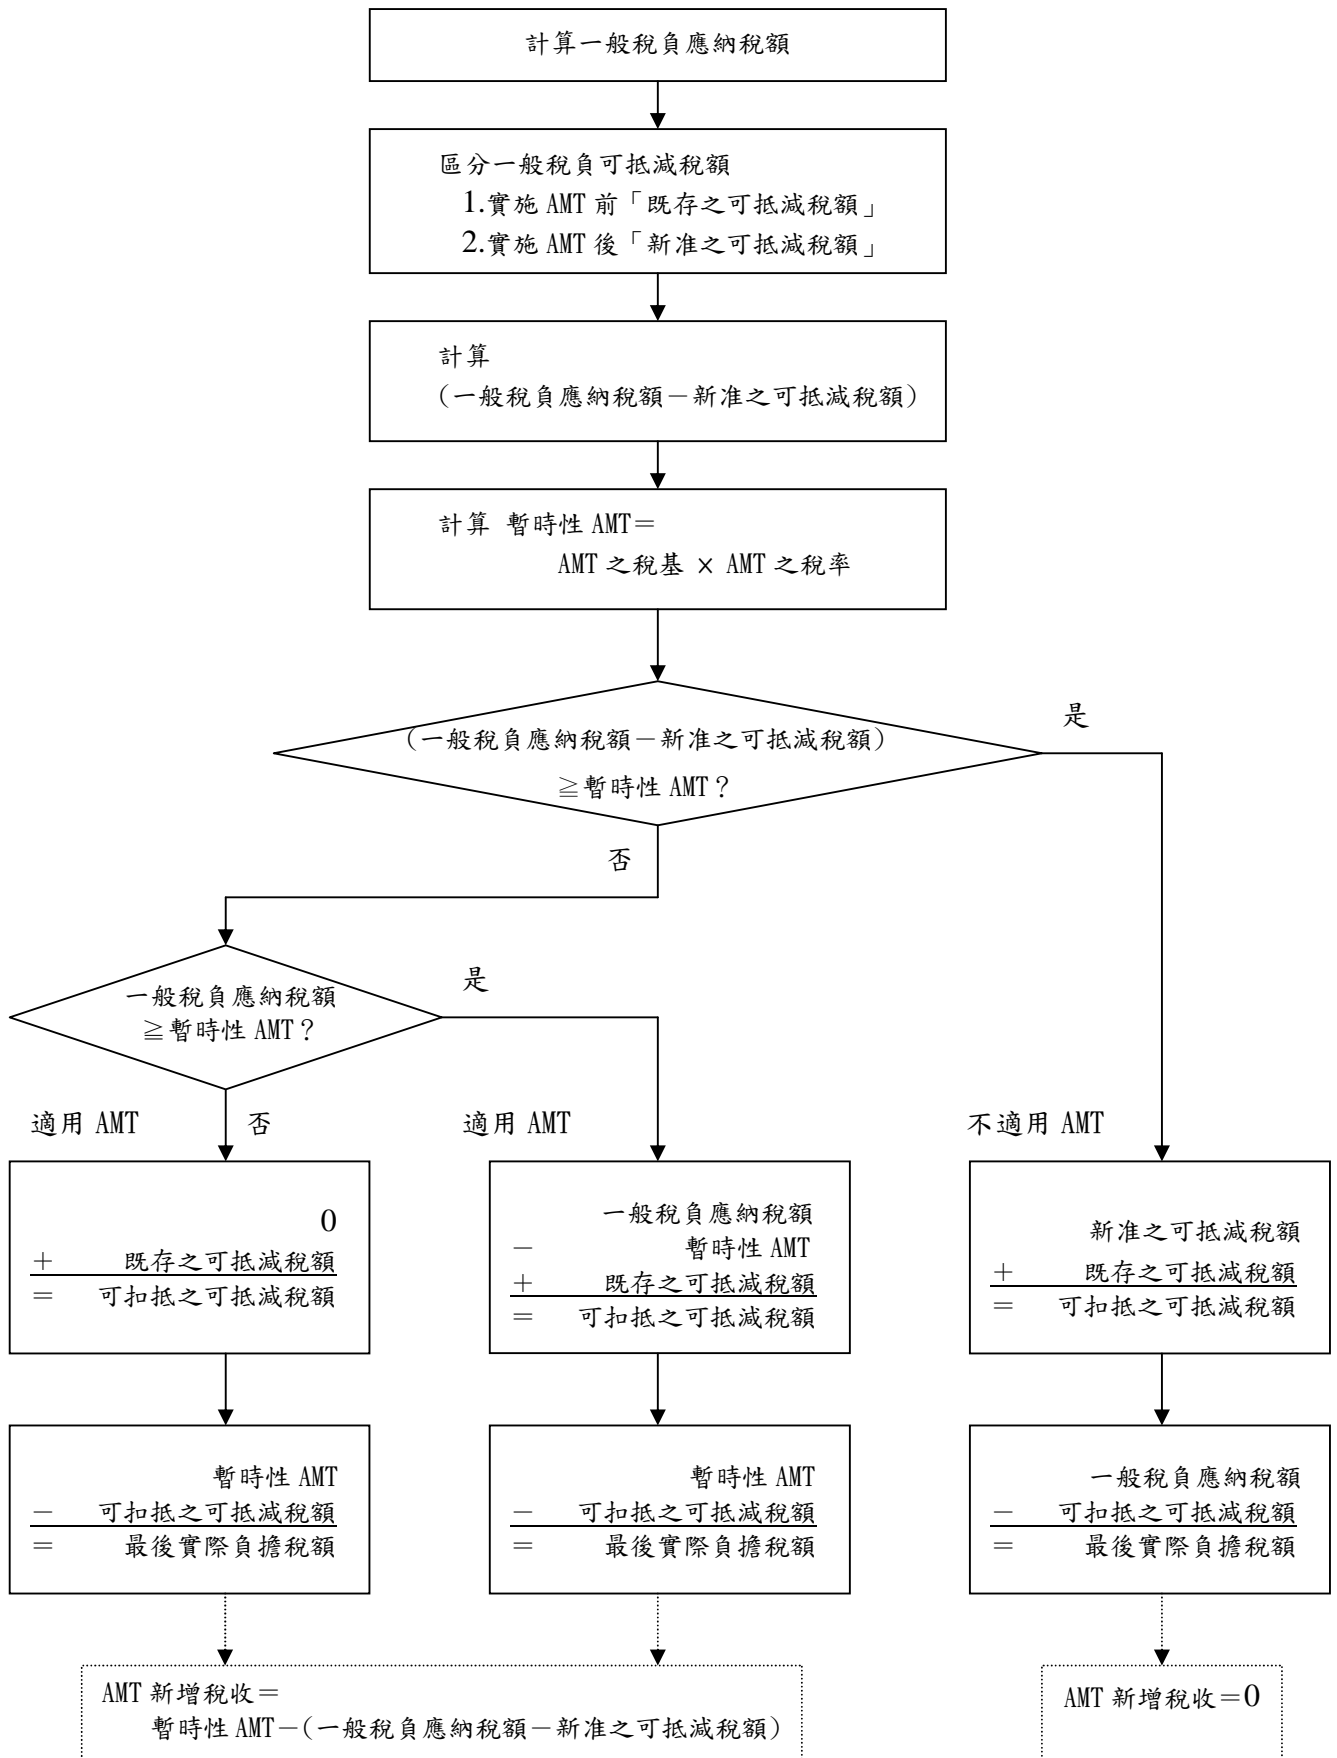 計算一般稅負應納稅額
區分一般稅負可抵減稅額
1.實施 AMT 前「既存之可抵減稅額」
2.實施 AMT 後「新准之可抵減稅額」
計算
(一般稅負應納稅額－新准之可抵減稅額)
計算 暫時性 AMT＝
AMT 之稅基 × AMT 之稅率
(一般稅負應納稅額－新准之可抵減稅額)
≧暫時性 AMT？
是
否
一般稅負應納稅額
≧暫時性 AMT？
是
適用 AMT
否
適用 AMT
不適用 AMT
0
＋ 既存之可抵減稅額
＝ 可扣抵之可抵減稅額
一般稅負應納稅額
－ 暫時性 AMT
＋ 既存之可抵減稅額
＝ 可扣抵之可抵減稅額
新准之可抵減稅額
＋ 既存之可抵減稅額
＝ 可扣抵之可抵減稅額
暫時性 AMT
－ 可扣抵之可抵減稅額
＝ 最後實際負擔稅額
暫時性 AMT
－ 可扣抵之可抵減稅額
＝ 最後實際負擔稅額
一般稅負應納稅額
－ 可扣抵之可抵減稅額
＝ 最後實際負擔稅額
AMT 新增稅收＝
暫時性 AMT－(一般稅負應納稅額－新准之可抵減稅額)
AMT 新增稅收＝0